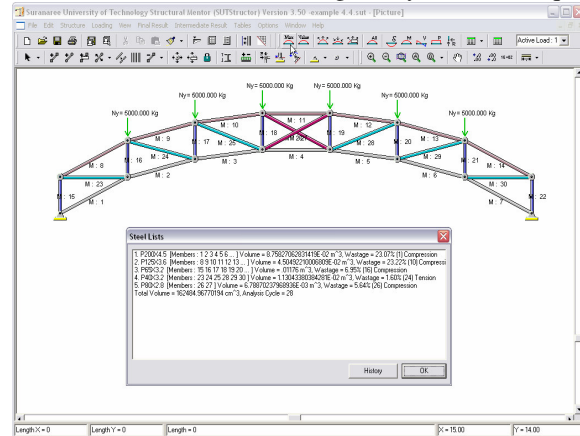 Suranaree University of Technology Structural Mentor (SUTStructor) Version 3.50 -example 4.4.sut - [Picture]
File Edit Structure Loading View Final Result Intermediate Result Tables Options Window Help
Active Load: 1
Ny= 5000.000 Kg Ny= 5000.000 Kg
Ny= 5000.000 Kg Ny= 5000.000 Kg
Ny= 5000.000 Kg Ny= 5000.000 Kg
M : 11
M : 10 M : 12
M : 9 M : 18 M : 19 M : 13
M : 17 M : 25 M : 4 M : 28 M : 20
M : 8 M : 16 M : 24 M : 3 M : 5 M : 29 M : 21 M : 14
M : 23 M : 2 M : 6 M : 30
M : 15 M : 1 M : 7 M : 22
Steel Lists
1. P200X4.5 [Members : 1 2 3 4 5 6 ... ] Volume = 8.75827062831419E-02 m^3, Wastage = 23.07% (1) Compression
2. P125X3.6 [Members : 8 9 10 11 12 13 ... ] Volume = 4.50492210006809E-02 m^3, Wastage = 23.22% (10) Compressi
3. P65X3.2 [Members : 15 16 17 18 19 20 ... ] Volume = .01176 m^3, Wastage = 6.95% (16) Compression
4. P40X3.2 [Members : 23 24 25 28 29 30 ] Volume = 1.13043380384281E-02 m^3, Wastage = 1.60% (24) Tension
5. P80X2.8 [Members : 26 27 ] Volume = 6.78870237968936E-03 m^3, Wastage = 5.64% (26) Compression
Total Volume = 162484.96770194 cm^3, Analysis Cycle = 28
History OK
Length X = 0 Length Y = 0 Length = 0 X = 15.00 Y = 14.00